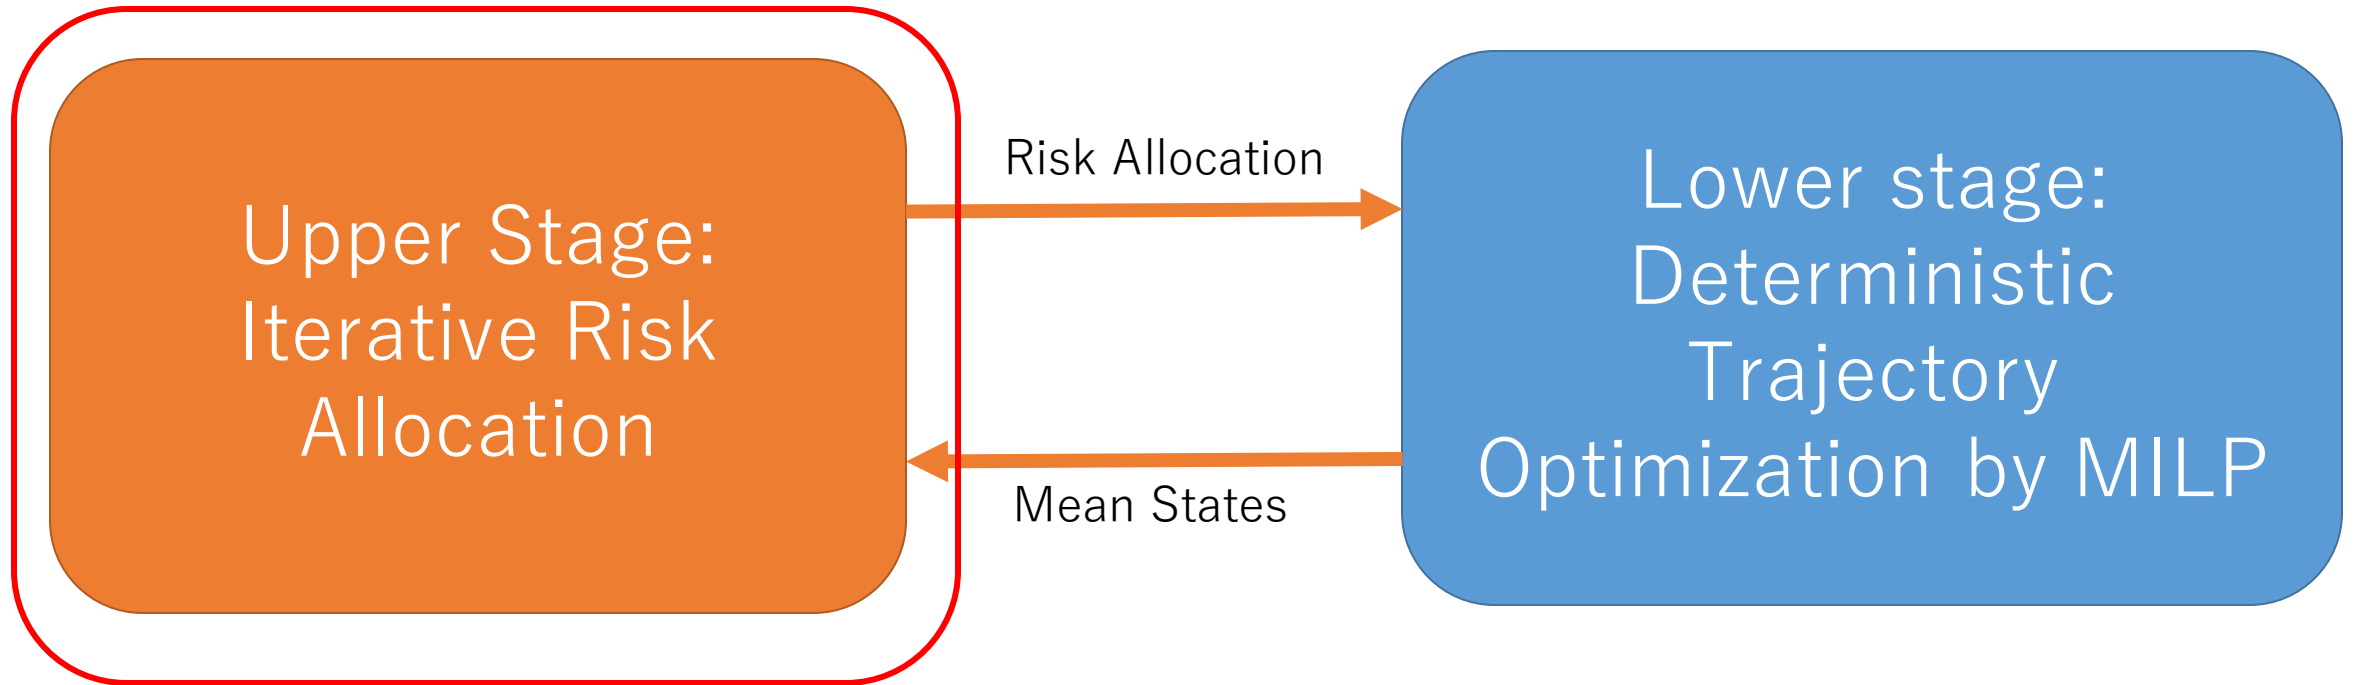 Upper Stage:
Iterative Risk
Allocation
Risk Allocation
Mean States
Lower stage:
Deterministic
Trajectory
Optimization by MILP